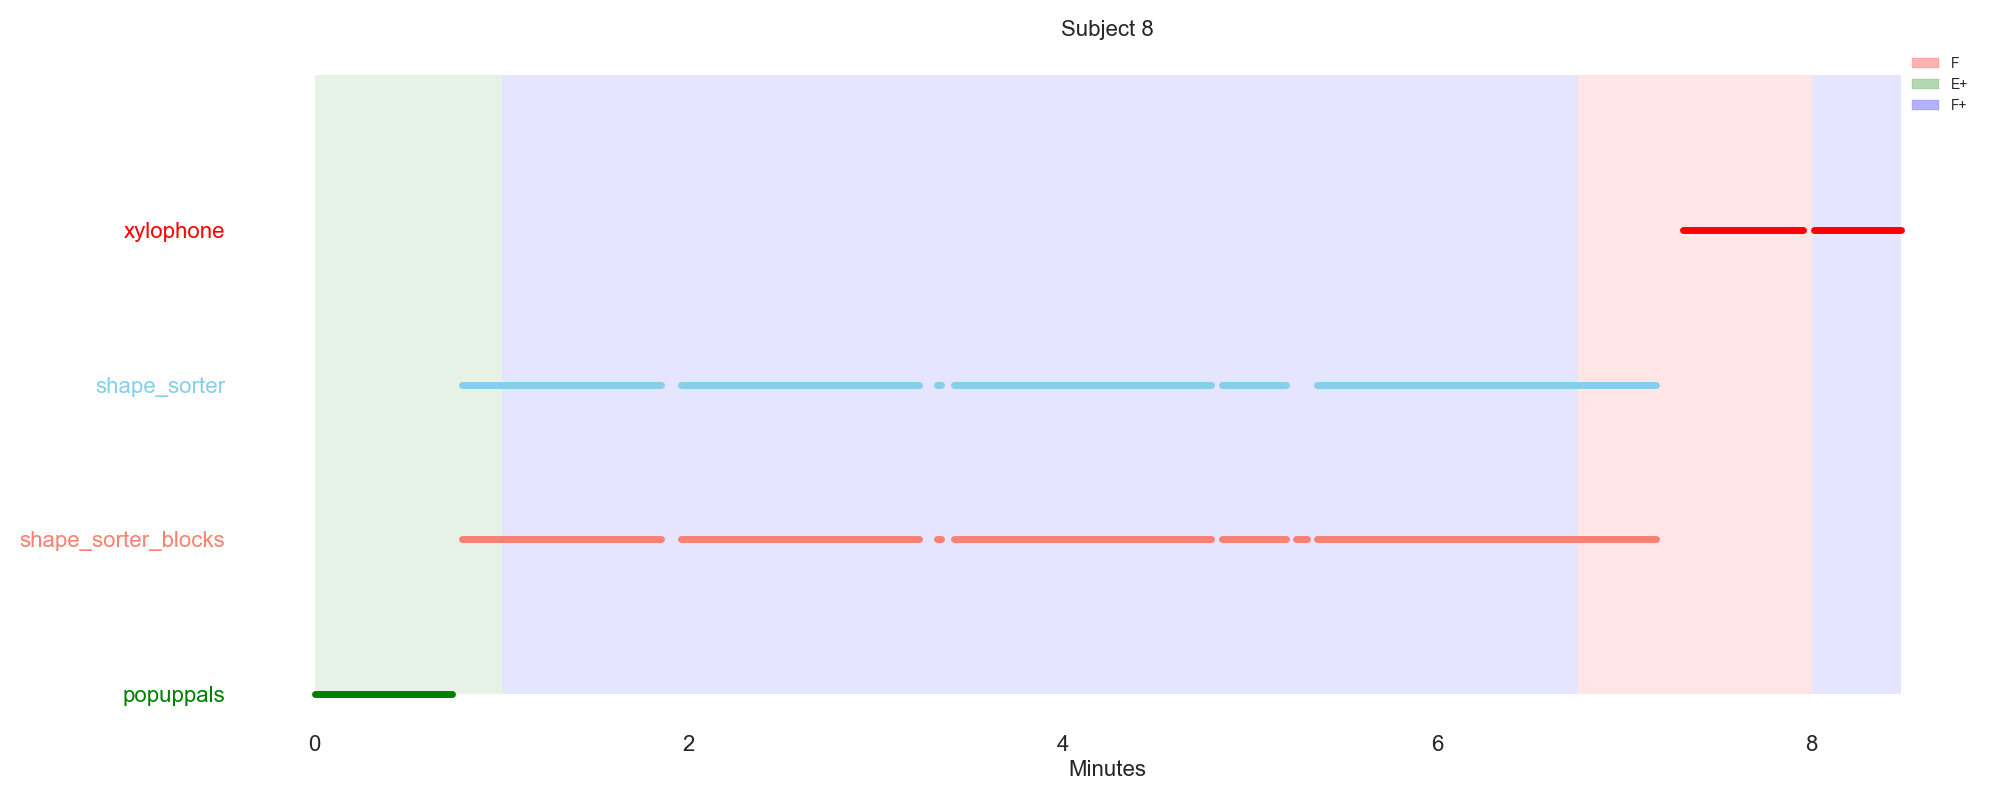 Subject 8
F
E+
F+
xylophone
shape_sorter
shape_sorter_blocks
popuppals
0 2 4 6 8
Minutes